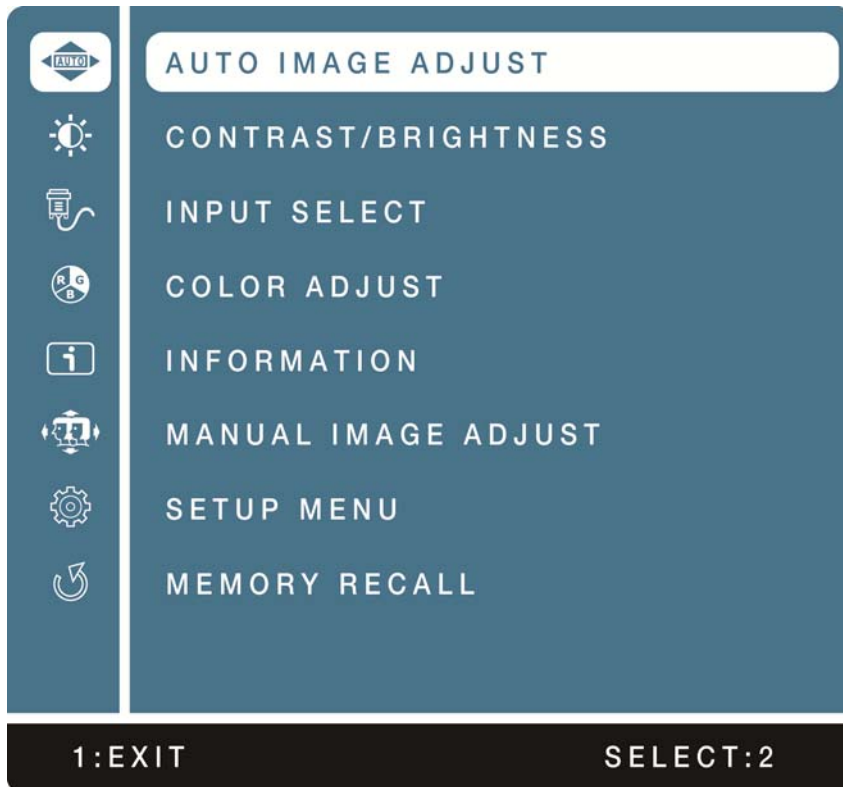 AUTO
AUTO IMAGE ADJUST
CONTRAST/BRIGHTNESS
INPUT SELECT
R G
B
COLOR ADJUST
i
INFORMATION
MANUAL IMAGE ADJUST
SETUP MENU
MEMORY RECALL
1:EXIT SELECT:2